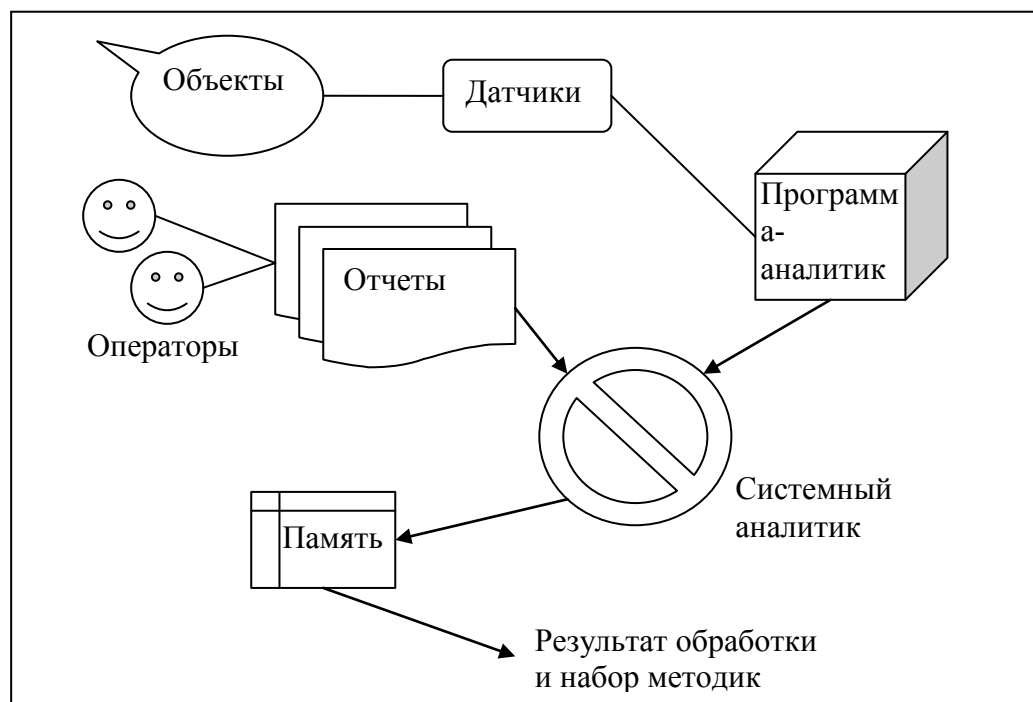 Объекты
Датчики
Программ
а-
аналитик
Отчеты
Операторы
Системный
аналитик
Память
Результат обработки
и набор методик